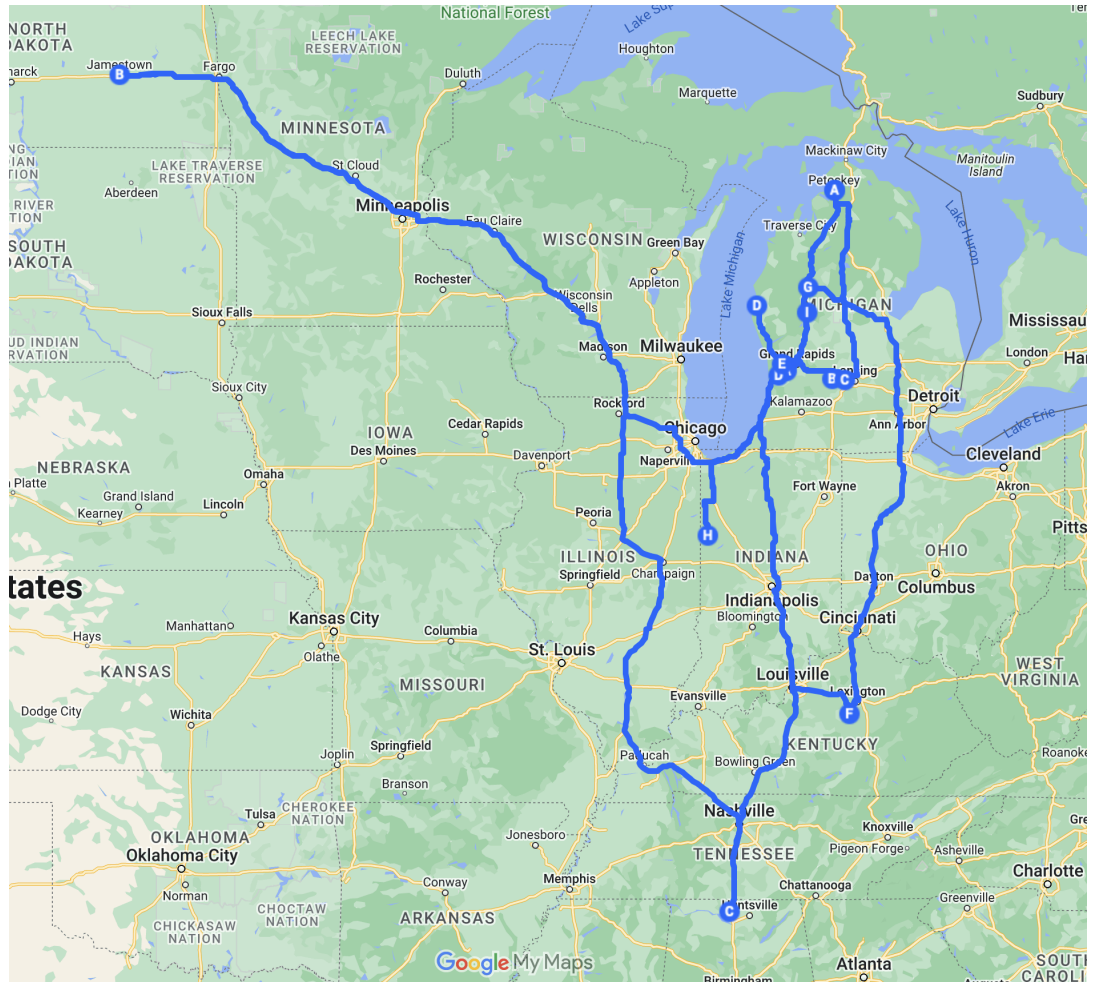 National Forest
NORTH
DAKOTA
LEECH LAKE
RESERVATION
Houghton
Jamestown
B
Fargo
Duluth
Marquette
Sudbury
MINNESOTA
Mackinaw City
Manitoulin
Island
LAKE TRAVERSE
RESERVATION
St Cloud
Petoskey
A
Aberdeen
RIVER
Minneapolis
Lake Huron
Eau Claire
Traverse City
SOUTH
DAKOTA
WISCONSIN
Green Bay
Lake Michigan
Appleton
Rochester
G
Wisconsin
Dells
D
MICHIGAN
I
Sioux Falls
Mississau
Madison
Milwaukee
Grand Rapids
London
E
D
B
C
Lansing
Sioux City
Detroit
Rockford
Kalamazoo
Ann Arbor
Lake Erie
Cedar Rapids
Chicago
IOWA
Des Moines
Davenport
Naperville
Cleveland
NEBRASKA
Omaha
Akron
Platte
Grand Island
Fort Wayne
Kearney
Lincoln
Peoria
Pitts
H
ILLINOIS
INDIANA
OHIO
tates
Springfield
Champaign
Dayton
Columbus
Indianapolis
Manhattan
Kansas City
Bloomington
Cincinnati
Hays
Olathe
Columbia
St. Louis
KANSAS
MISSOURI
Louisville
WEST
VIRGINIA
Evansville
Lexington
Dodge City
Wichita
F
Springfield
KENTUCKY
Joplin
Paducah
Bowling Green
Roanoke
Branson
Tulsa
CHEROKEE
NATION
Nashville
OKLAHOMA
Jonesboro
Knoxville
Oklahoma City
TENNESSEE
Pigeon Forge
Asheville
Norman
Conway
Memphis
Chattanooga
Charlotte
CHOCTAW
NATION
C
Huntsville
Greenville
CHICKASAW
NATION
ARKANSAS
Google My Maps
Atlanta
SOUTH
CAROLI
Birmingham